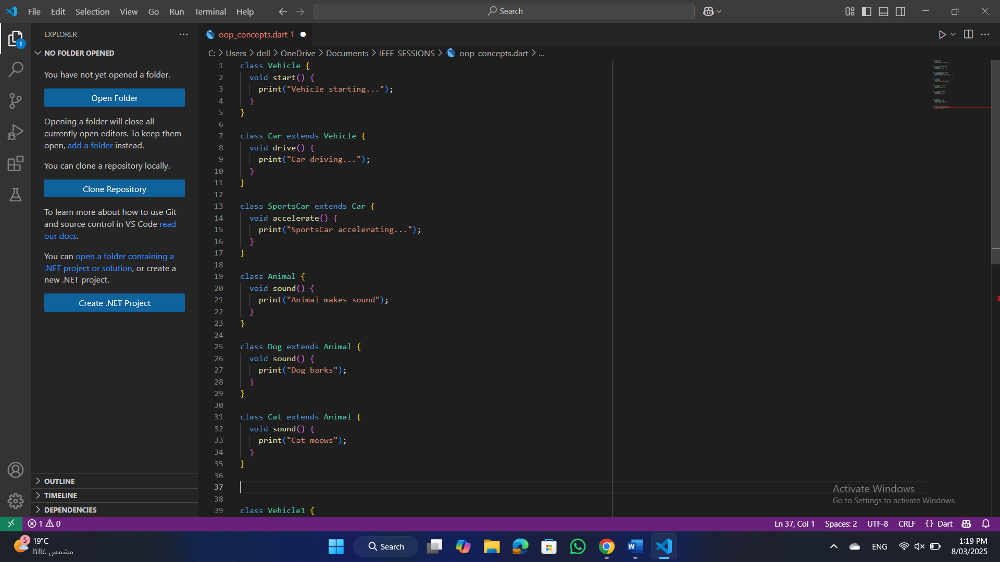 File Edit Selection View Go Run Terminal Help
Search
EXPLORER
NO FOLDER OPENED
You have not yet opened a folder.
Open Folder
Opening a folder will close all
currently open editors. To keep them
open, add a folder instead.
You can clone a repository locally.
Clone Repository
To learn more about how to use Git
and source control in VS Code read
our docs.
You can open a folder containing a
.NET project or solution, or create a
new .NET project.
Create .NET Project
OUTLINE
TIMELINE
DEPENDENCIES
1
oop_concepts.dart 1
C: > Users > dell > OneDrive > Documents > IEEE_SESSIONS > oop_concepts.dart > ...
1 class Vehicle {
2 void start() {
3 print("Vehicle starting...");
4 }
5 }
6
7 class Car extends Vehicle {
8 void drive() {
9 print("Car driving...");
10 }
11 }
12
13 class SportsCar extends Car {
14 void accelerate() {
15 print("SportsCar accelerating...");
16 }
17 }
18
19 class Animal {
20 void sound() {
21 print("Animal makes sound");
22 }
23 }
24
25 class Dog extends Animal {
26 void sound() {
27 print("Dog barks");
28 }
29 }
30
31 class Cat extends Animal {
32 void sound() {
33 print("Cat meows");
34 }
35 }
36
37
38
39 class Vehicle1 {
Activate Windows
Go to Settings to activate Windows.
1 0
Ln 37, Col 1 Spaces: 2 UTF-8 CRLF {} Dart
5
19°C
مشمس غالبًا
Search
ENG
1:19 PM
8/03/2025